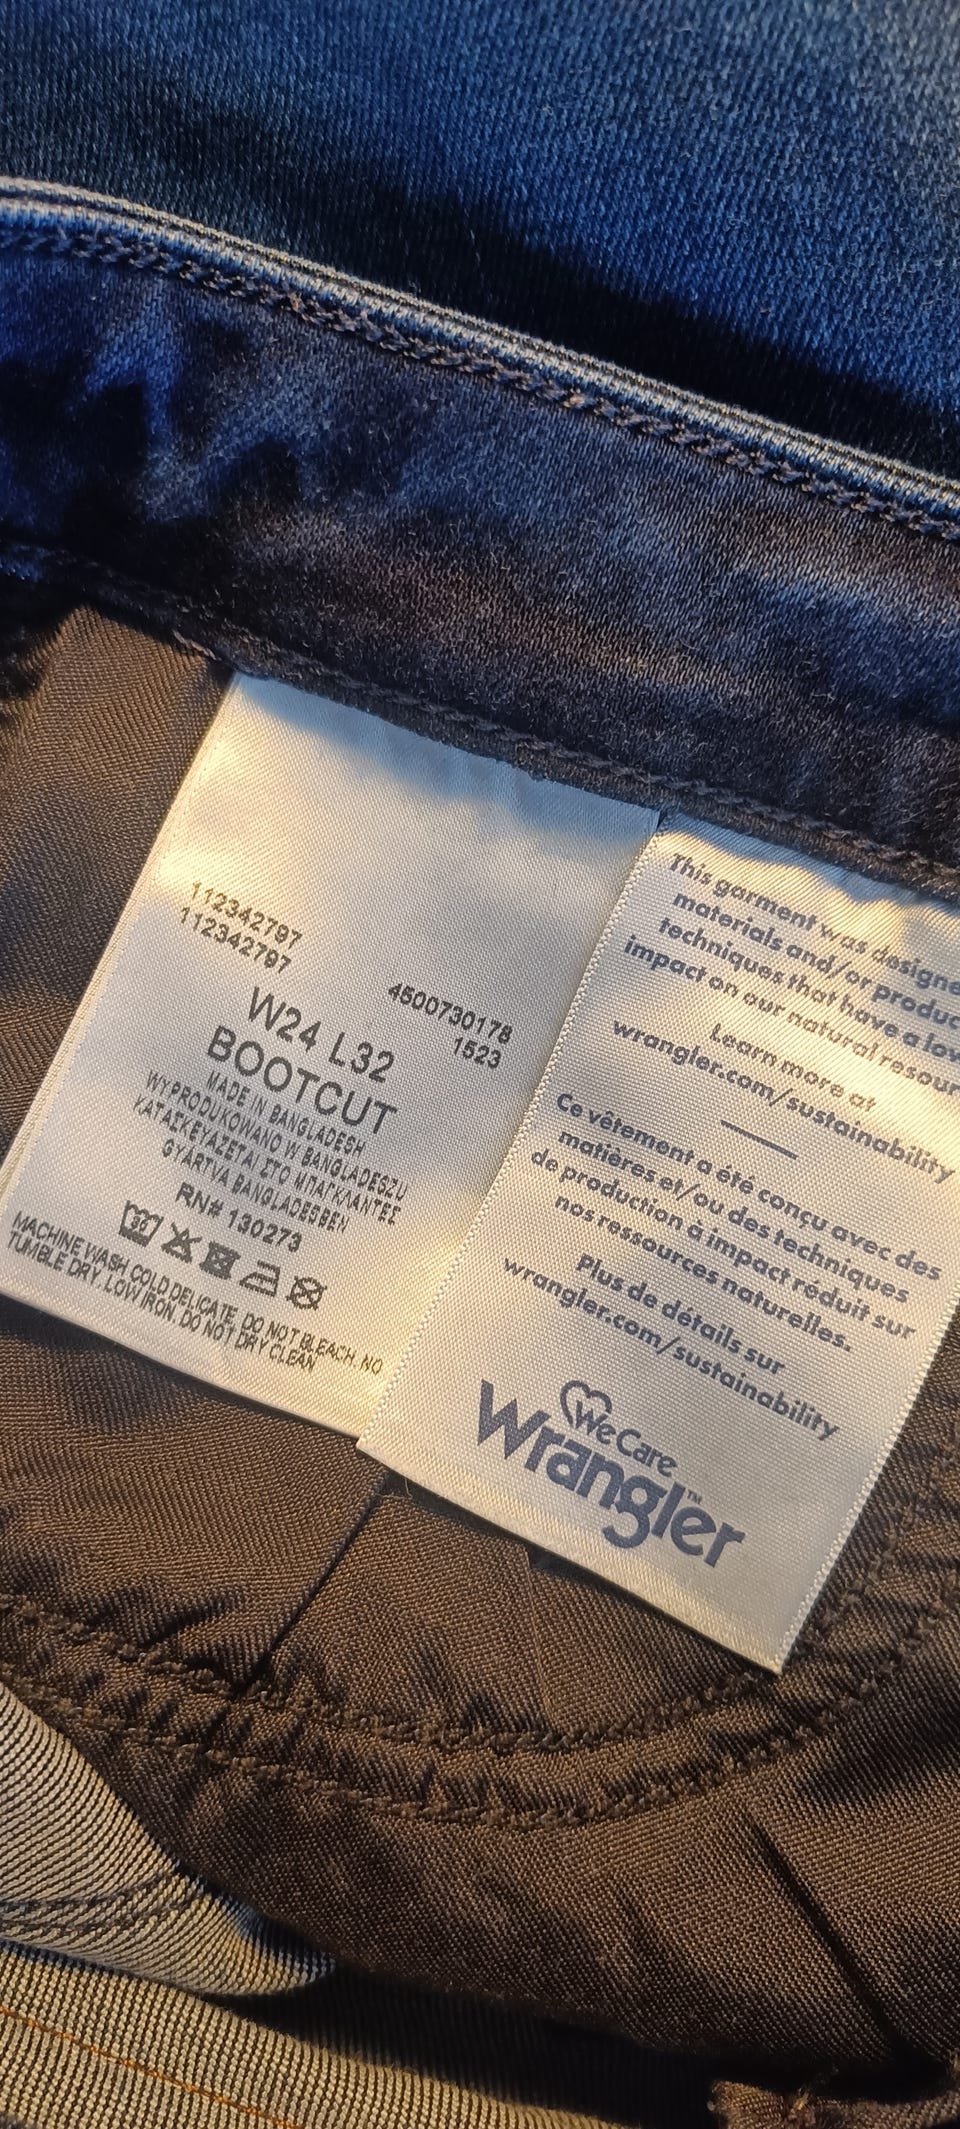 112342797
112342797
4500730178
1523
W24 L32
BOOTCUT
MADE IN BANGLADESH
WYPRODUKOWANO W BANGLADESZU
ΚΑΤΑΣΚΕΥΑΖΕΤΑΙ ΣΤΟ ΜΠΑΓΚΛΑΝΤΕΣ
GYÁRTVA BANGLADESBEN
RN# 130273
30
MACHINE WASH COLD DELICATE, DO NOT BLEACH, NO
TUMBLE DRY, LOW IRON, DO NOT DRY CLEAN
This garment was designe
materials and/or produc
techniques that have a low
impact on our natural resour
Learn more at
wrangler.com/sustainability
Ce vêtement a été conçu avec des
matières et/ou des techniques
de production à impact réduit sur
nos ressources naturelles.
Plus de détails sur
wrangler.com/sustainability
We Care
Wrangler™